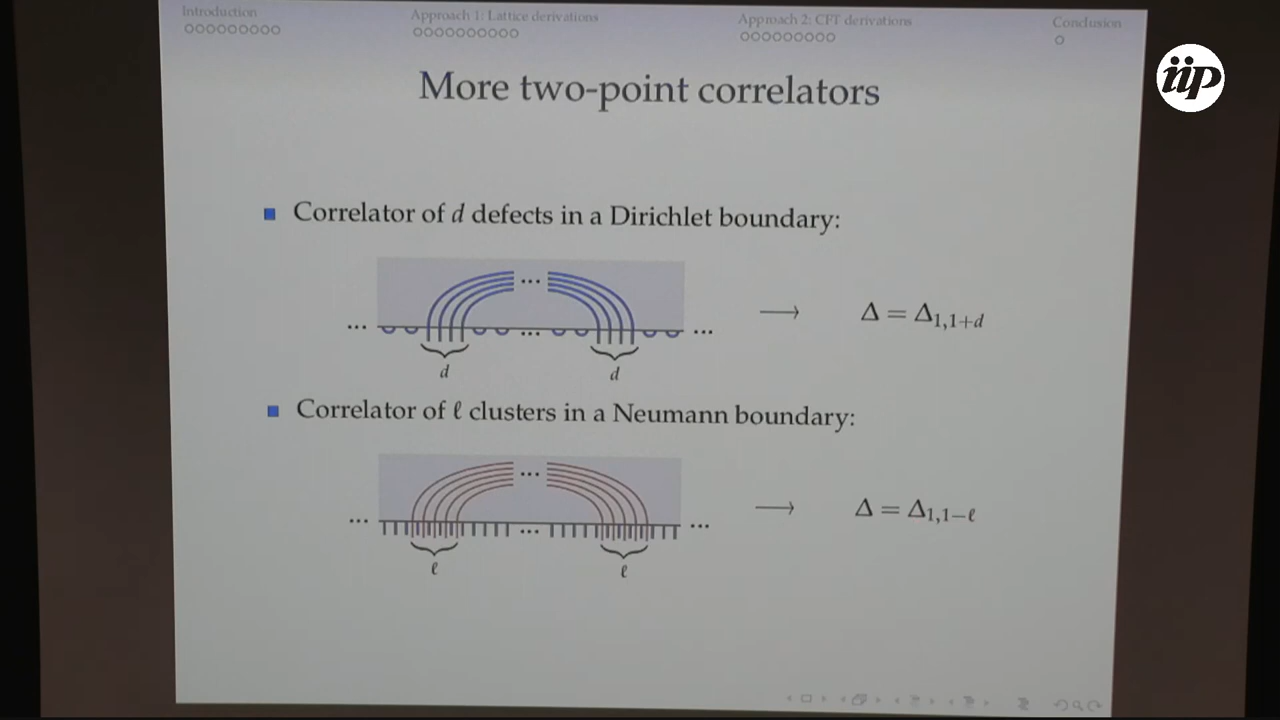 Introduction Approach 1: Lattice derivations Approach 2: CFT derivations Conclusion
iip
More two-point correlators
Correlator of d defects in a Dirichlet boundary:
... ... ... ... ⟶ Δ = Δ1,1+d
d d
Correlator of ℓ clusters in a Neumann boundary:
... ... ... ... ⟶ Δ = Δ1,1−ℓ
ℓ ℓ